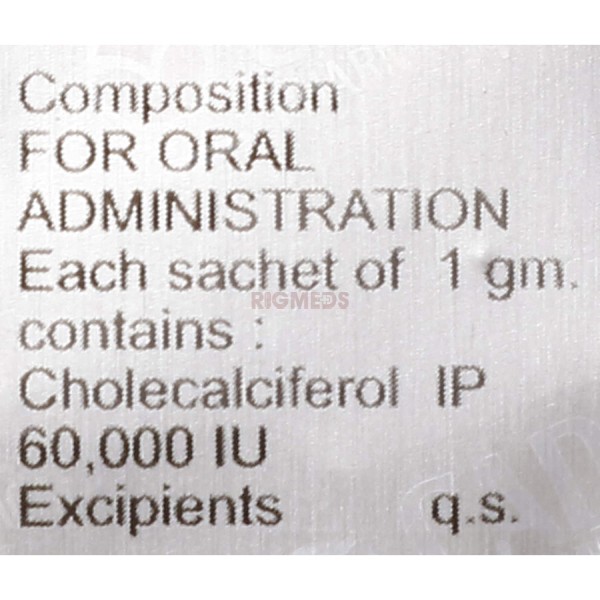 Composition
FOR ORAL
ADMINISTRATION
Each sachet of 1 gm.
RIGMEDS
contains :
Cholecalciferol IP
60,000 IU
Excipients q.s.